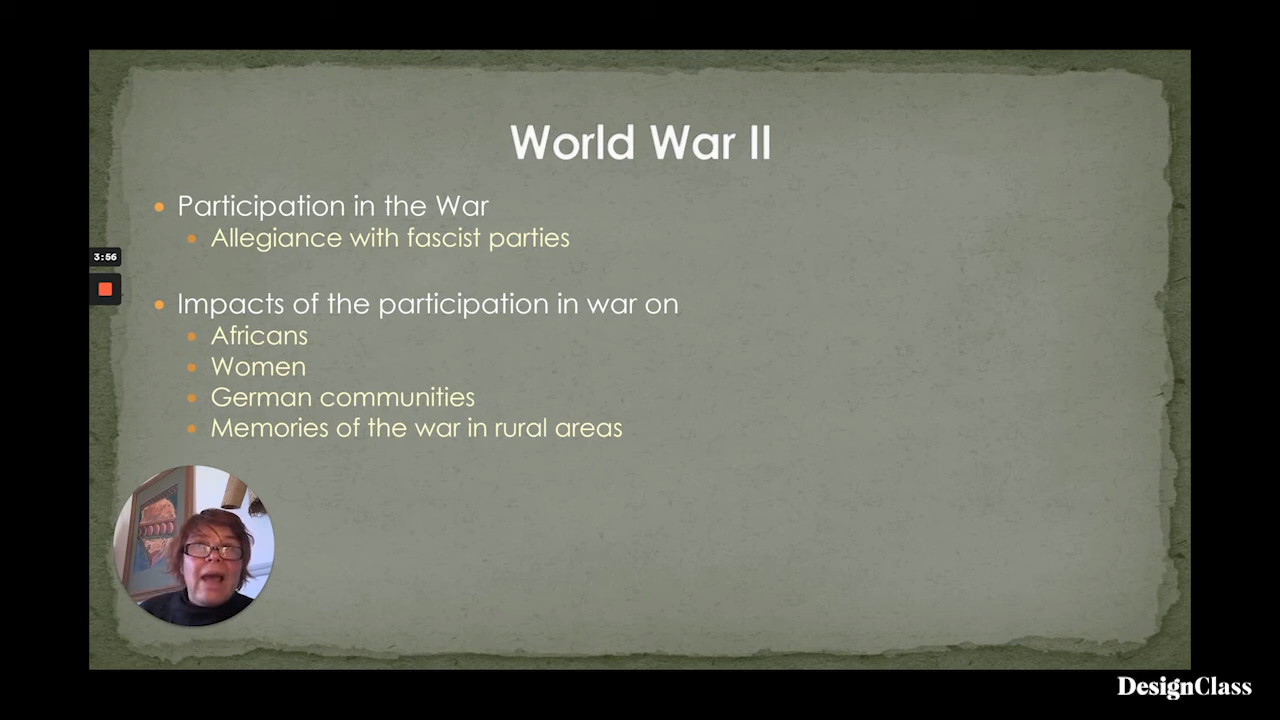 World War II
Participation in the War
Allegiance with fascist parties
3:56
Impacts of the participation in war on
Africans
Women
German communities
Memories of the war in rural areas
DesignClass